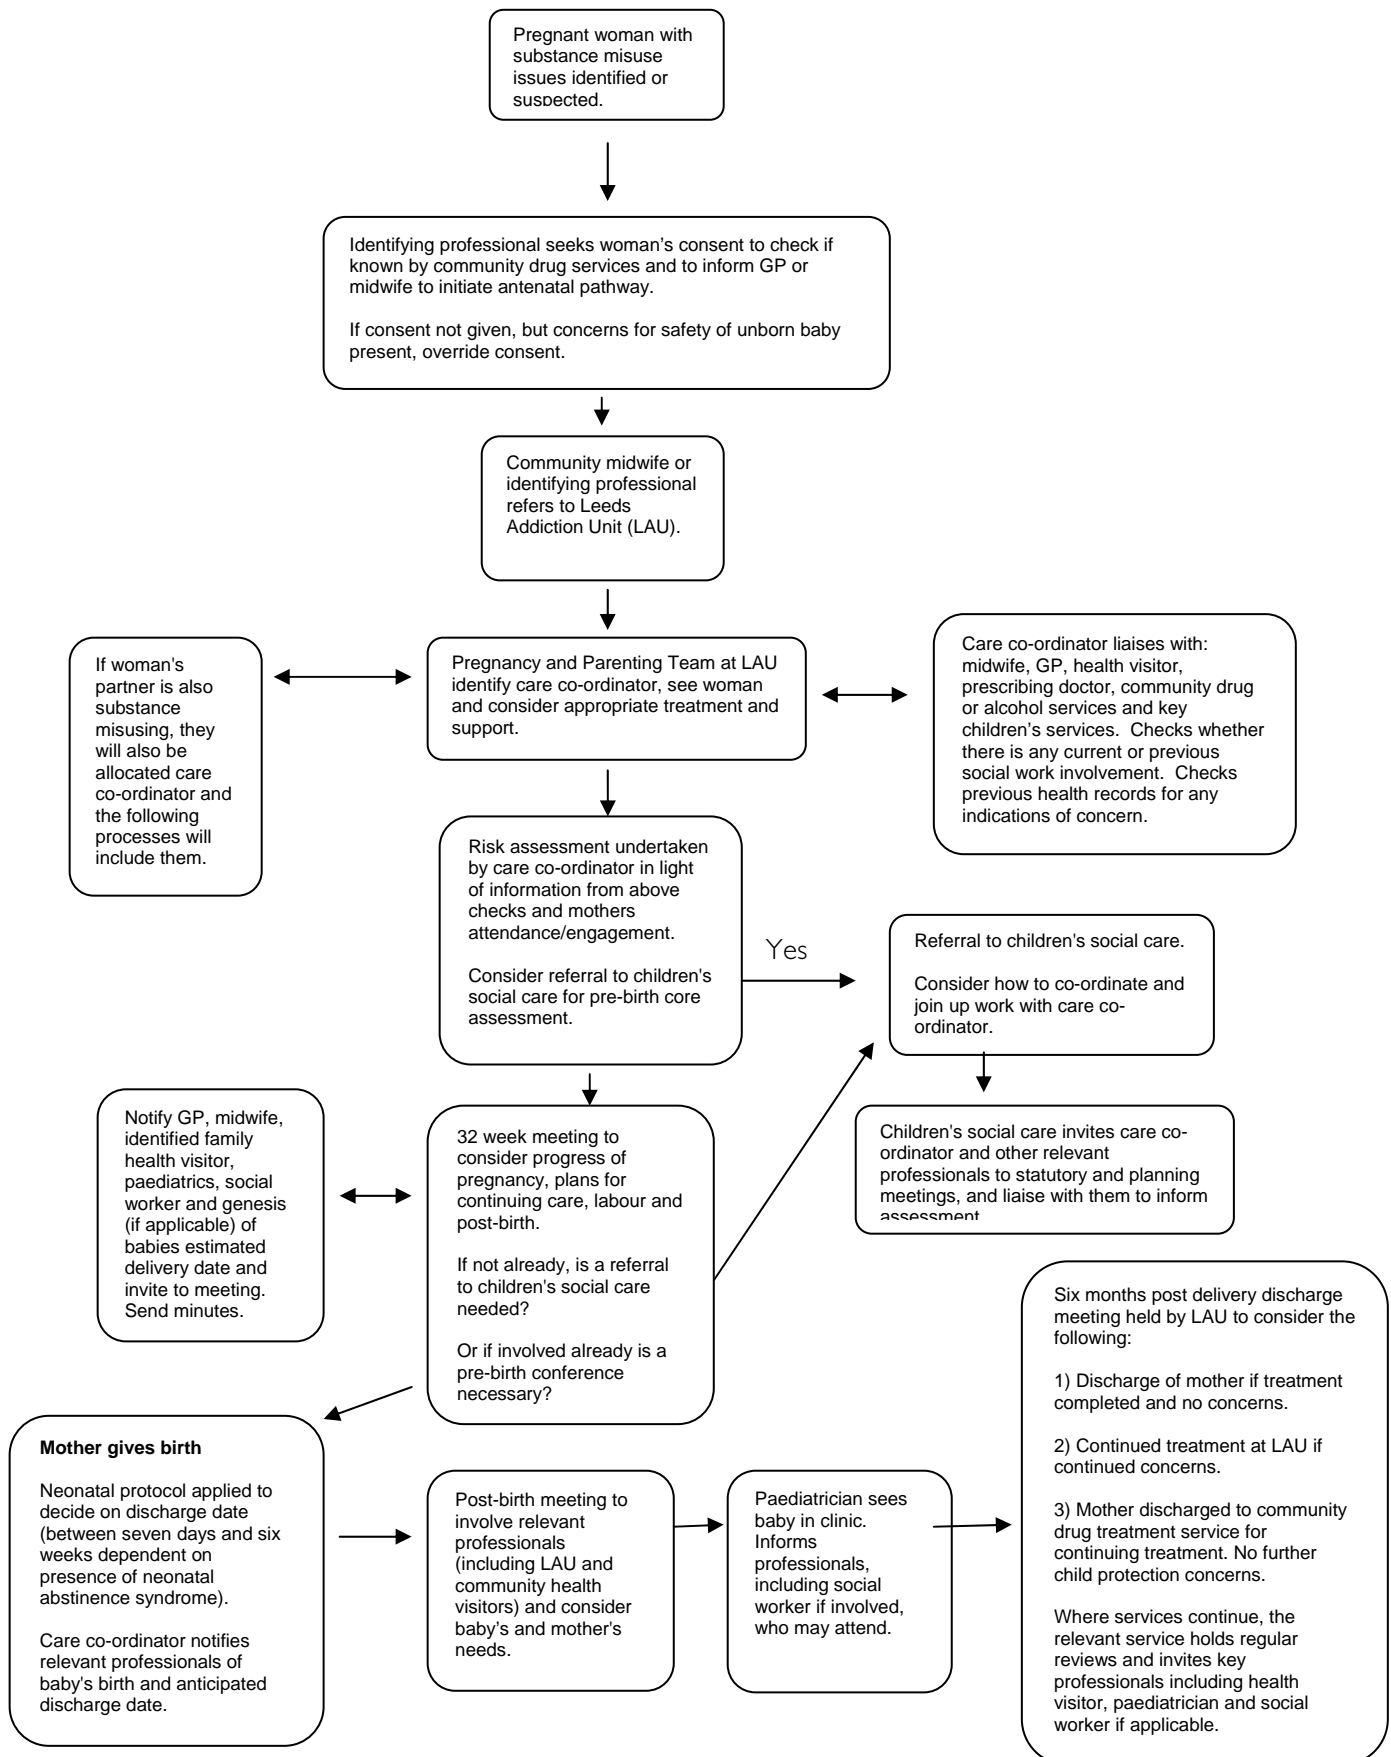 Pregnant woman with
substance misuse
issues identified or
suspected.
Identifying professional seeks woman’s consent to check if
known by community drug services and to inform GP or
midwife to initiate antenatal pathway.
If consent not given, but concerns for safety of unborn baby
present, override consent.
Community midwife or
identifying professional
refers to Leeds
Addiction Unit (LAU).
If woman's
partner is also
substance
misusing, they
will also be
allocated care
co-ordinator and
the following
processes will
include them.
Pregnancy and Parenting Team at LAU
identify care co-ordinator, see woman
and consider appropriate treatment and
support.
Care co-ordinator liaises with:
midwife, GP, health visitor,
prescribing doctor, community drug
or alcohol services and key
children’s services.  Checks whether
there is any current or previous
social work involvement.  Checks
previous health records for any
indications of concern.
Risk assessment undertaken
by care co-ordinator in light
of information from above
checks and mothers
attendance/engagement.
Consider referral to children's
social care for pre-birth core
assessment.
Yes
Referral to children's social care.
Consider how to co-ordinate and
join up work with care co-
ordinator.
Children's social care invites care co-
ordinator and other relevant
professionals to statutory and planning
meetings, and liaise with them to inform
assessment
Notify GP, midwife,
identified family
health visitor,
paediatrics, social
worker and genesis
(if applicable) of
babies estimated
delivery date and
invite to meeting.
Send minutes.
32 week meeting to
consider progress of
pregnancy, plans for
continuing care, labour and
post-birth.
If not already, is a referral
to children's social care
needed?
Or if involved already is a
pre-birth conference
necessary?
Mother gives birth
Neonatal protocol applied to
decide on discharge date
(between seven days and six
weeks dependent on
presence of neonatal
abstinence syndrome).
Care co-ordinator notifies
relevant professionals of
baby's birth and anticipated
discharge date.
Post-birth meeting to
involve relevant
professionals
(including LAU and
community health
visitors) and consider
baby’s and mother's
needs.
Paediatrician sees
baby in clinic.
Informs
professionals,
including social
worker if involved,
who may attend.
Six months post delivery discharge
meeting held by LAU to consider the
following:
1) Discharge of mother if treatment
completed and no concerns.
2) Continued treatment at LAU if
continued concerns.
3) Mother discharged to community
drug treatment service for
continuing treatment. No further
child protection concerns.
Where services continue, the
relevant service holds regular
reviews and invites key
professionals including health
visitor, paediatrician and social
worker if applicable.